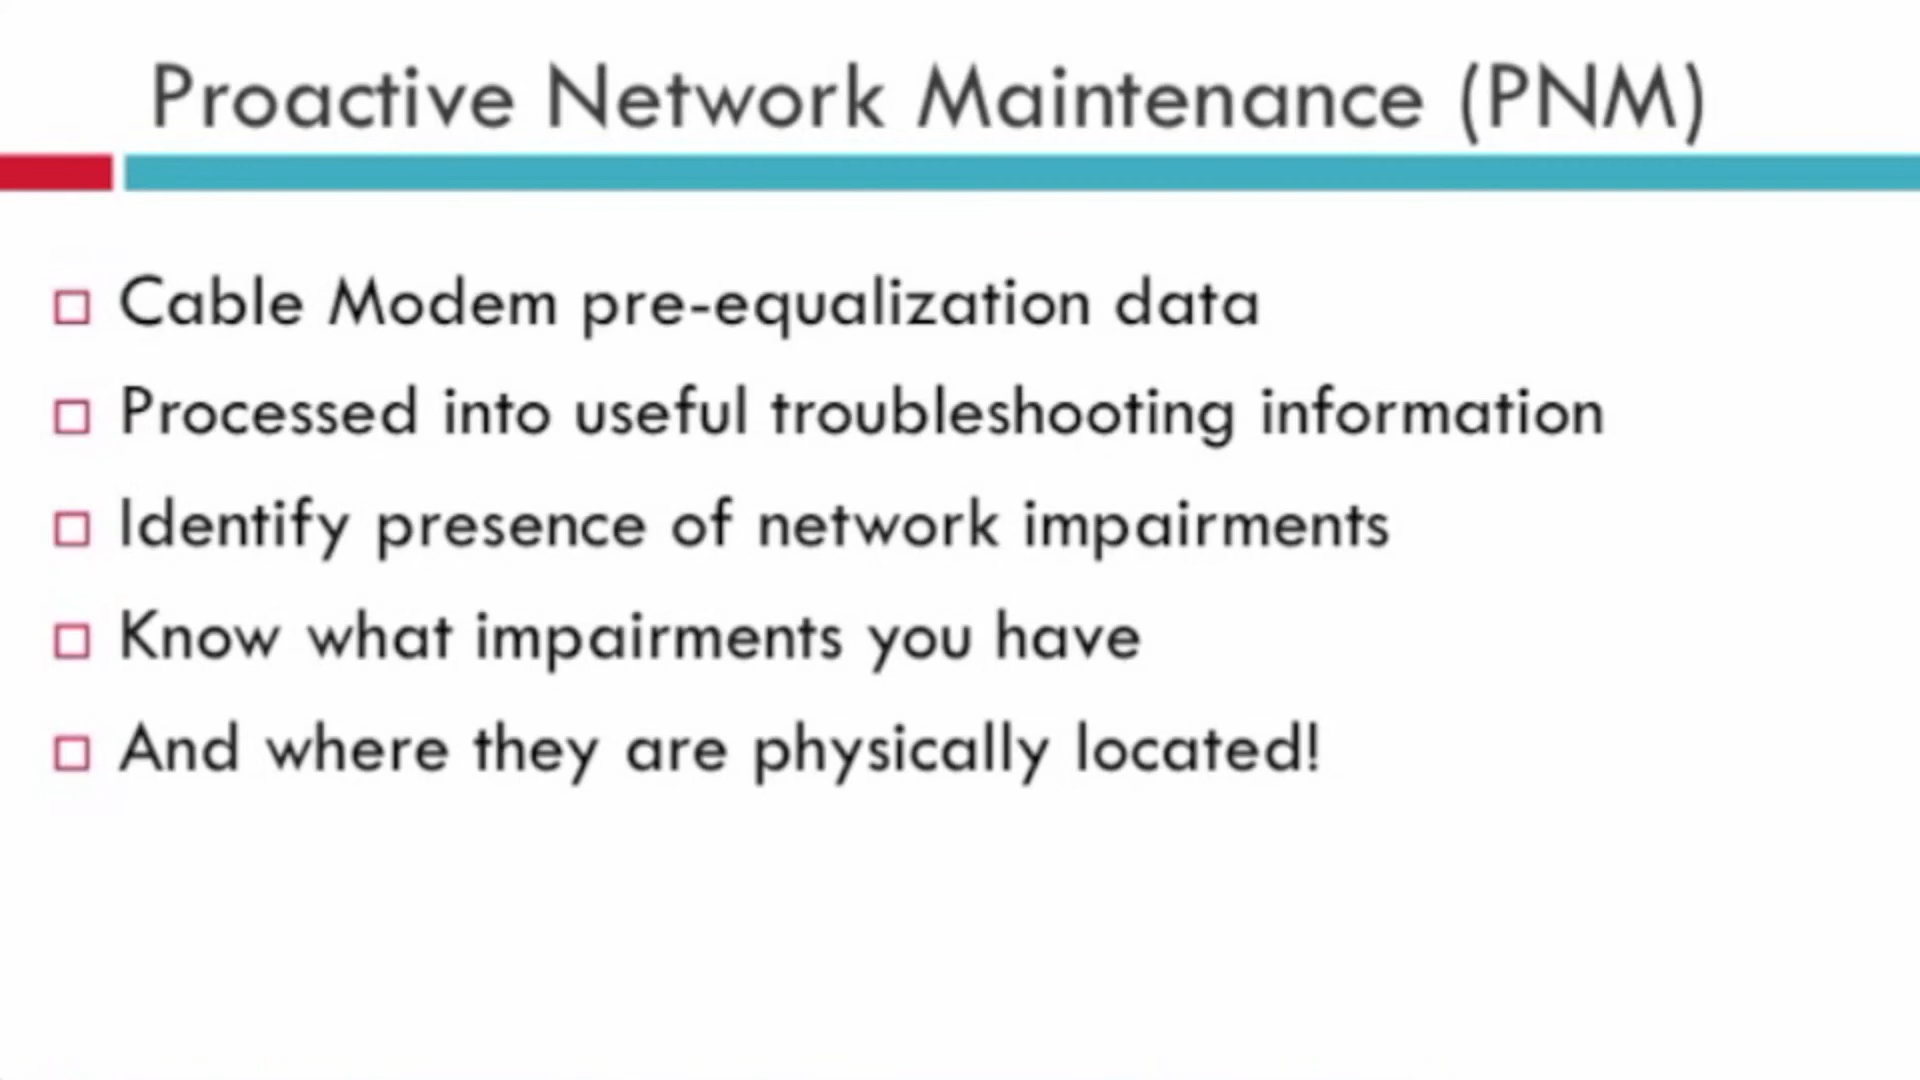 Proactive Network Maintenance (PNM)
Cable Modem pre-equalization data
Processed into useful troubleshooting information
Identify presence of network impairments
Know what impairments you have
And where they are physically located!